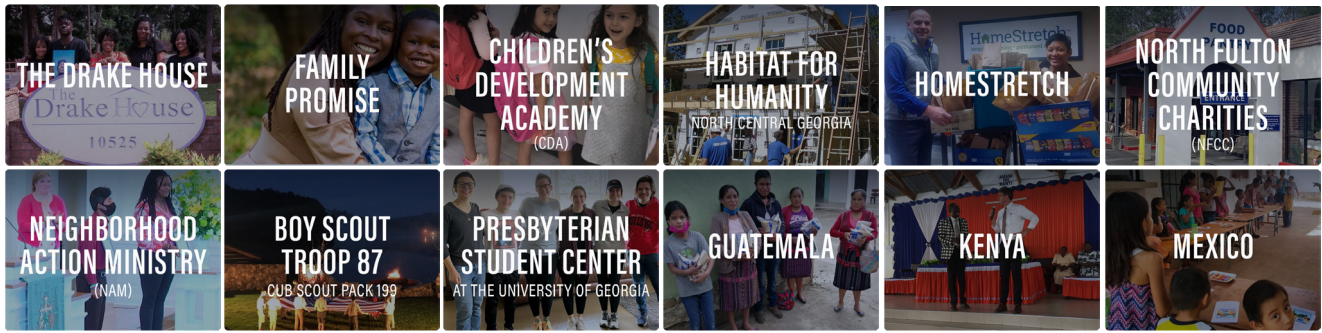 THE DRAKE HOUSE
The
Drake House
10525
FAMILY
PROMISE
CHILDREN'S
DEVELOPMENT
ACADEMY
(CDA)
HABITAT FOR
HUMANITY
NORTH CENTRAL GEORGIA
HomeStretch
HOMESTRETCH
FOOD
NORTH FULTON
COMMUNITY
ENTRANCE
CHARITIES
(NFCC)
NEIGHBORHOOD
ACTION MINISTRY
(NAM)
BOY SCOUT
TROOP 87
CUB SCOUT PACK 199
PRESBYTERIAN
STUDENT CENTER
AT THE UNIVERSITY OF GEORGIA
GUATEMALA
KENYA
MEXICO